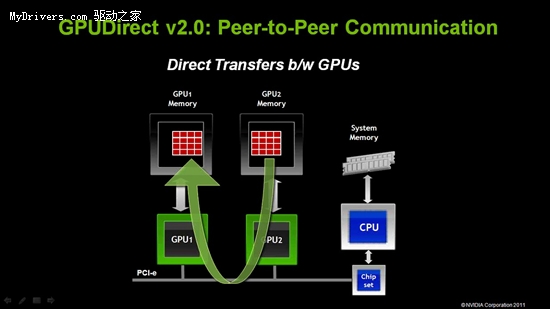 MyDrivers.com 驱动之家
GPUDirect v2.0: Peer-to-Peer Communication
Direct Transfers b/w GPUs
GPU1
Memory
GPU2
Memory
System
Memory
GPU1
GPU2
CPU
PCI-e
Chip
set
© NVIDIA Corporation 2011